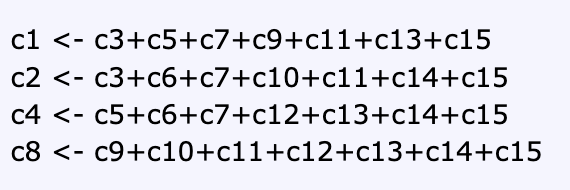 c1 <- c3+c5+c7+c9+c11+c13+c15
c2 <- c3+c6+c7+c10+c11+c14+c15
c4 <- c5+c6+c7+c12+c13+c14+c15
c8 <- c9+c10+c11+c12+c13+c14+c15